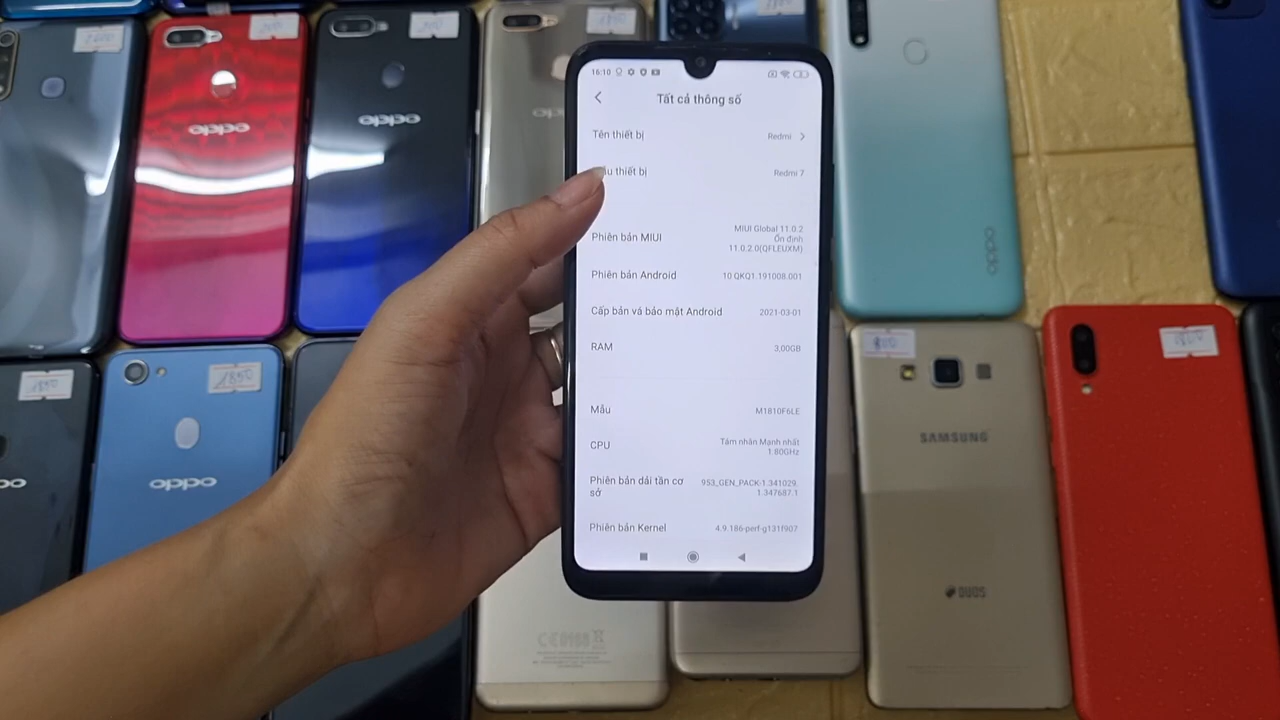 16:10
Tất cả thông số
Tên thiết bị
Redmi
thiết bị
Redmi 7
Phiên bản MIUI
MIUI Global 11.0.2
Ổn định
11.0.2.0(QFLEUXM)
Phiên bản Android
10 QKQ1.191008.001
Cấp bản vá bảo mật Android
2021-03-01
RAM
3,00GB
Mẫu
M1810F6LE
CPU
Tám nhân Mạnh nhất
1 80GHz
Phiên bản dải tần cơ
sở
953_GEN_PACK-1.341029.
1.347687.1
Phiên bản Kernel
4.9.186-perf-g131f907
oppo
oppo
oppo
oppo
1850
1850
SAMSUNG
DUOS
800